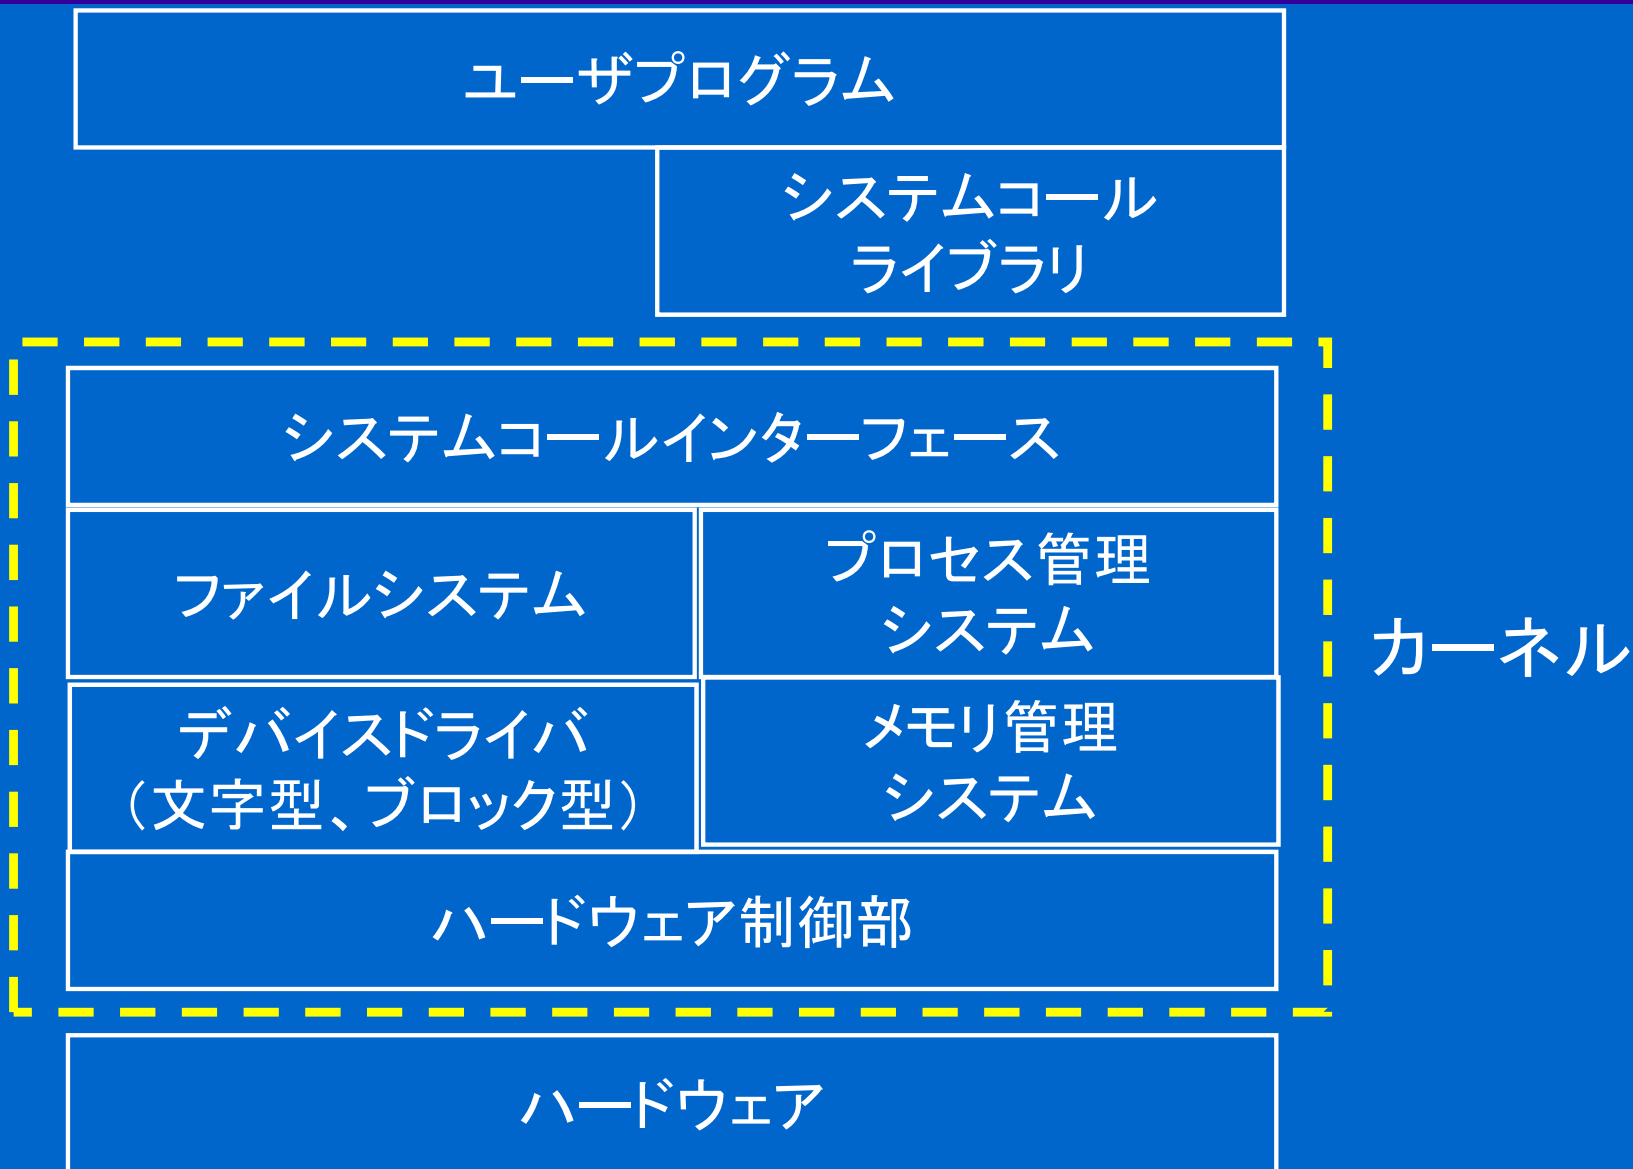 ユーザプログラム
システムコール
ライブラリ
システムコールインターフェース
ファイルシステム
プロセス管理
システム
デバイスドライバ
（文字型、ブロック型）
メモリ管理
システム
ハードウェア制御部
カーネル
ハードウェア